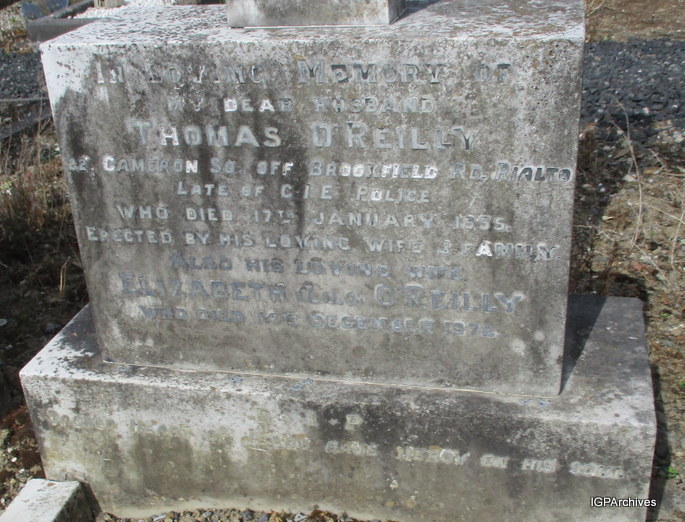 In Loving Memory Of
My Dear Husband
Thomas O'Reilly
Cameron Sq. Off Brookfield Rd. Rialto
Late of C.I.E. Police
Who Died 17th January
Erected by His Loving Wife & Family
Also His Loving Wife
Elizabeth O'Reilly
Who Died December
Mercy on His Soul
IGPArchives